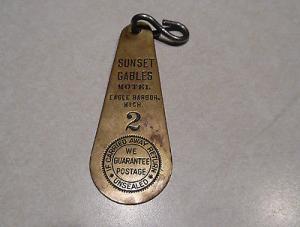 SUNSET
GABLES
MOTEL
EAGLE HARBOR,
MICH.
2
IF CARRIED AWAY RETURN
WE
GUARANTEE
POSTAGE
UNSEALED